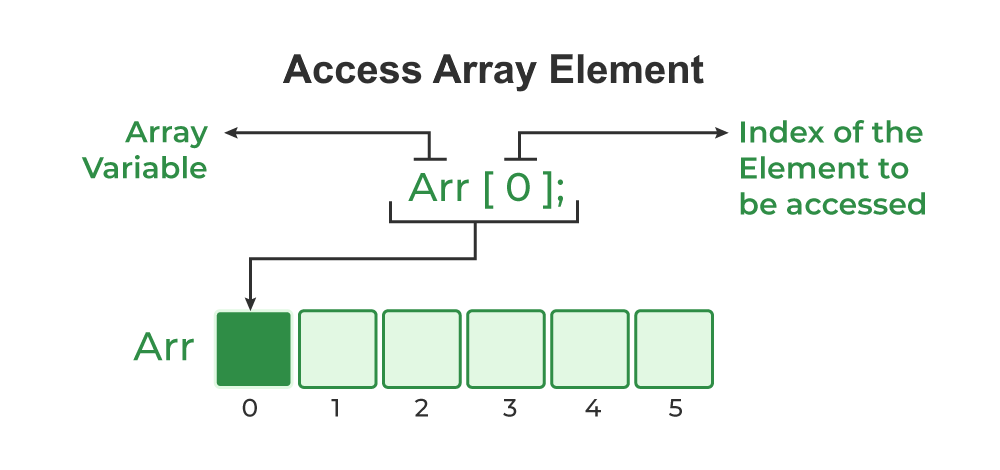 Access Array Element
Array
Variable
Index of the
Element to
be accessed
Arr [ 0 ];
Arr
0 1 2 3 4 5